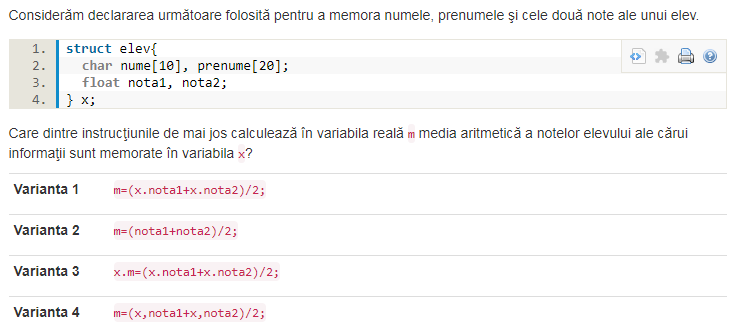 Considerăm declararea următoare folosită pentru a memora numele, prenumele şi cele două note ale unui elev.
1. struct elev{
2. char nume[10], prenume[20];
3. float nota1, nota2;
4. } x;
Care dintre instrucţiunile de mai jos calculează în variabila reală m media aritmetică a notelor elevului ale cărui
informaţii sunt memorate în variabila x?
Varianta 1 m=(x.nota1+x.nota2)/2;
Varianta 2 m=(nota1+nota2)/2;
Varianta 3 x.m=(x.nota1+x.nota2)/2;
Varianta 4 m=(x,nota1+x,nota2)/2;